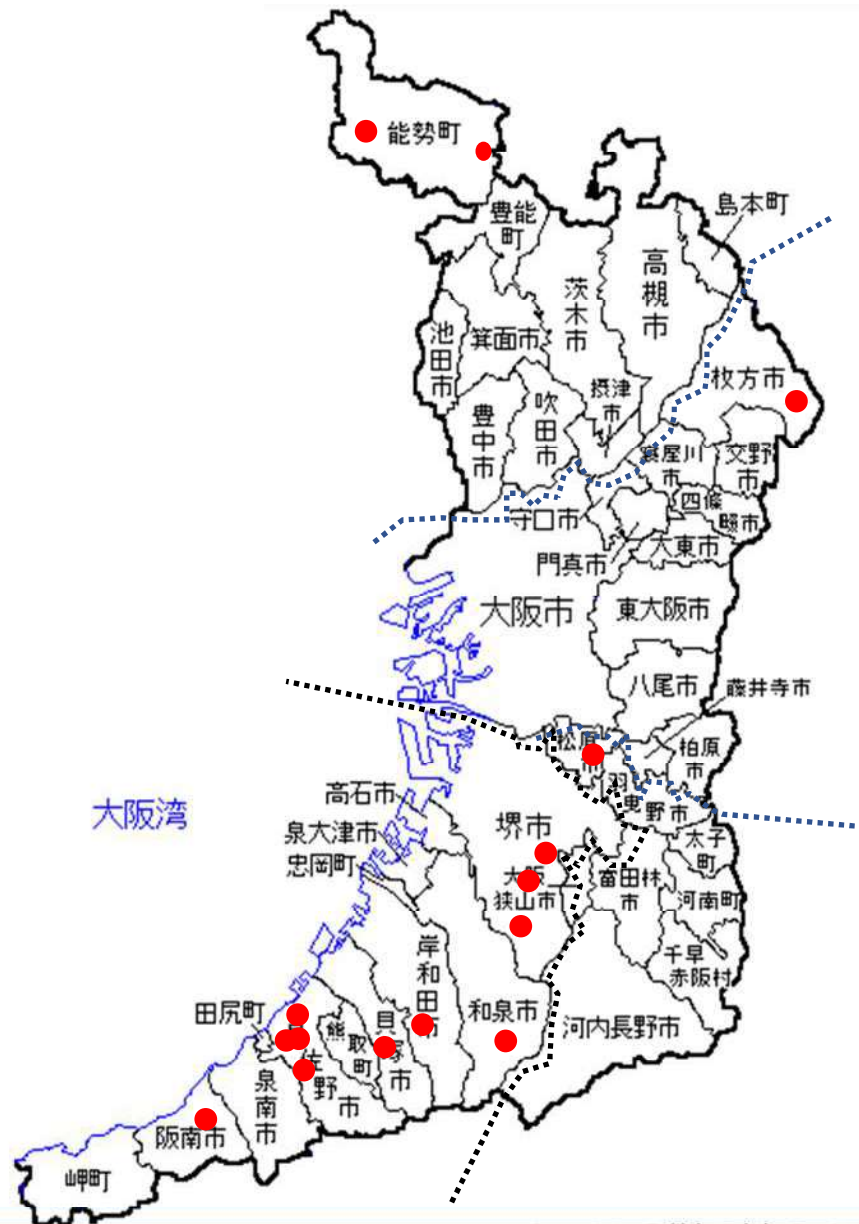 能勢町
豊能
町
島本町
高
槻
市
茨
木
市
池
田
市
箕面市
枚方市
摂津
市
豊
中
市
吹
田
市
寝屋川
市
交野
市
四條
畷市
守口市
門真市
大東市
大阪市
東大阪市
八尾市
藤井寺市
松原
市
柏原
市
羽
曳
野市
高石市
大阪湾
泉大津市
堺市
太子
町
忠岡町
大阪
狭山市
富田林
市
河南町
千早
赤阪村
岸
和
田
市
和泉市
河内長野市
田尻町
熊
取
町
貝
塚
市
佐
野
市
泉
南
市
阪南市
岬町